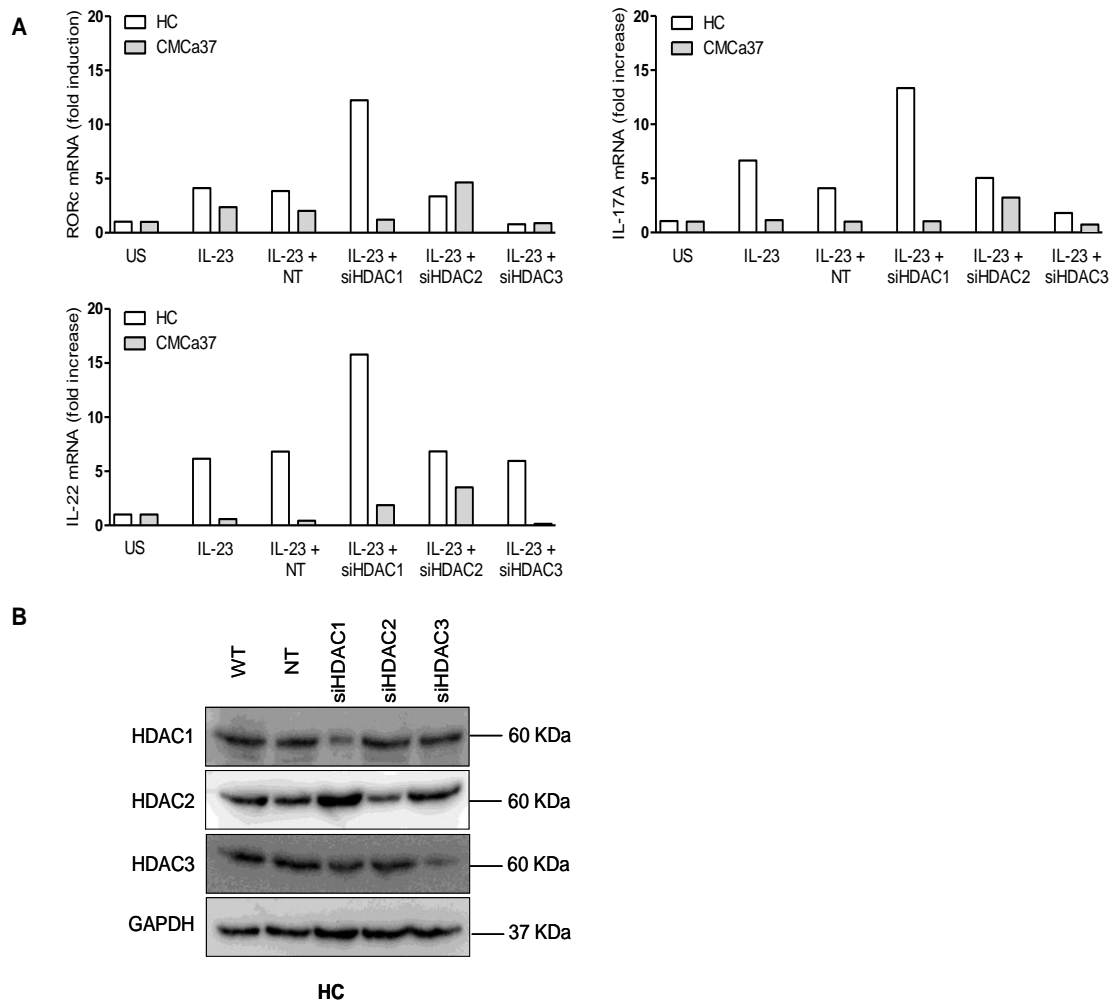 A
RORc mRNA (fold induction)
20
15
10
5
0
HC
CMCa37
US
IL-23
IL-23 +
NT
IL-23 +
siHDAC1
IL-23 +
siHDAC2
IL-23 +
siHDAC3
IL-17A mRNA (fold increase)
20
15
10
5
0
HC
CMCa37
US
IL-23
IL-23 +
NT
IL-23 +
siHDAC1
IL-23 +
siHDAC2
IL-23 +
siHDAC3
IL-22 mRNA (fold increase)
20
15
10
5
0
HC
CMCa37
US
IL-23
IL-23 +
NT
IL-23 +
siHDAC1
IL-23 +
siHDAC2
IL-23 +
siHDAC3
B
WT
NT
siHDAC1
siHDAC2
siHDAC3
HDAC1
60 KDa
HDAC2
60 KDa
HDAC3
60 KDa
GAPDH
37 KDa
HC